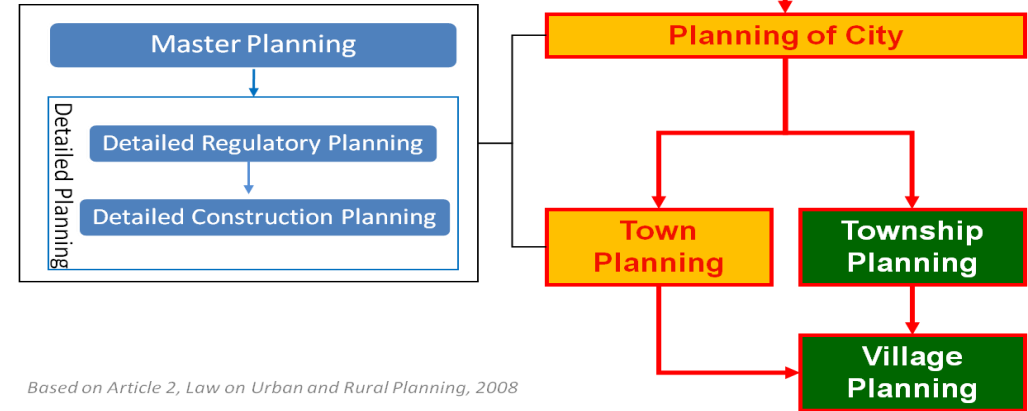 Master Planning
Detailed Planning
Detailed Regulatory Planning
Detailed Construction Planning
Planning of City
Town
Planning
Township
Planning
Village
Planning
Based on Article 2, Law on Urban and Rural Planning, 2008